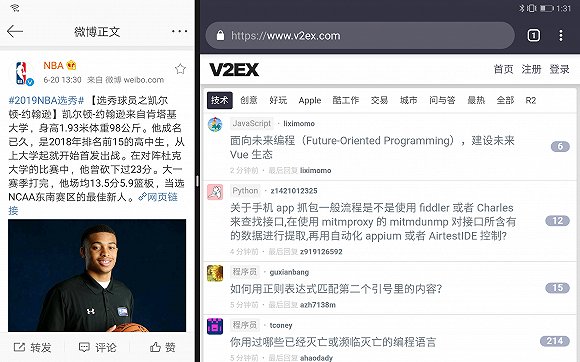 微博正文
NBA
6-20 13:30 来自 微博 weibo.com
#2019NBA选秀# 【选秀球员之凯尔
顿-约翰逊】凯尔顿-约翰逊来自肯塔基
大学，身高1.93米体重98公斤。他成名
已久，是2018年排名前15的高中生，从
上大学起就开始首发出战。在对阵杜克
大学的比赛中，他曾砍下过23分。大一
赛季打完，他场均13.5分5.9篮板，当选
NCAA东南赛区的最佳新人。网页链
接
转发
评论
赞
1:31
https://www.v2ex.com
1
V2EX
首页 注册 登录
技术 创意 好玩 Apple 酷工作 交易 城市 问与答 最热 全部 R2
JavaScript • liximomo
面向未来编程（Future-Oriented Programming），建设未来
Vue 生态
6
2 分钟前 • 最后回复 liximomo
Python • z1421012325
关于手机 app 抓包一般流程是不是使用 fiddler 或者 Charles
来查找接口,在使用 mitmproxy 的 mitmdunmp 对接口所含有
的数据进行提取,再用自动化 appium 或者 AirtestIDE 控制?
12
4 分钟前 • 最后回复 z919126592
程序员 • guxianbang
如何用正则表达式匹配第二个引号里的内容?
15
5 分钟前 • 最后回复 azh7138m
程序员 • tconey
你用过哪些已经灭亡或濒临灭亡的编程语言
214
5 分钟前 • 最后回复 ahaodady